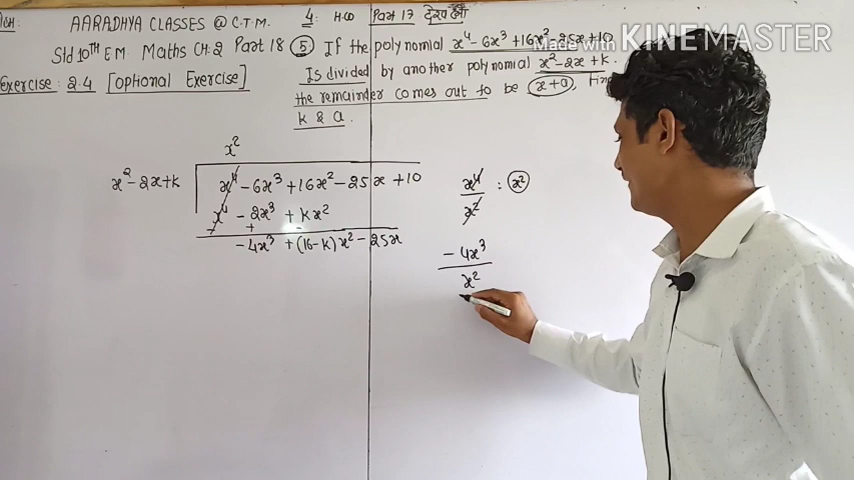 AARADHYA CLASSES @ C.T.M. 4: H.W Part 17 देखलो
Std 10th E.M. Maths CH:2 Part 18 5 If the polynomial x⁴ - 6x³ + 16x² - 25x + 10
Made with KINEMASTER
Exercise: 2.4 [optional Exercise] Is divided by another polynomial x² - 2x + k.
the remainder comes out to be x+a, Find
k & a.
x²
x² - 2x + k x⁴ - 6x³ + 16x² - 25x + 10
x⁴ - 2x³ + kx²
- + -
- 4x³ + (16-k)x² - 25x
x⁴
x² : x²
- 4x³
x²